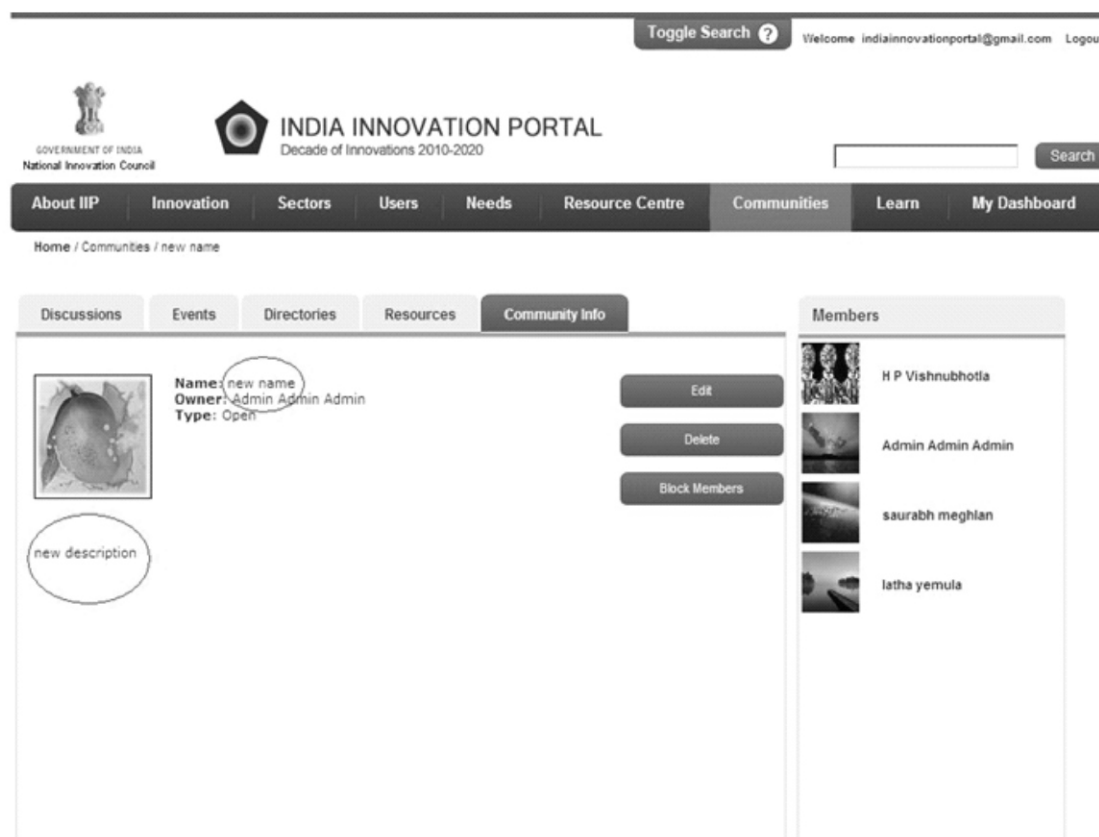 Toggle Search ?
Welcome indiainnovationportal@gmail.com Logou
GOVERNMENT OF INDIA
National Innovation Council
INDIA INNOVATION PORTAL
Decade of Innovations 2010-2020
Search
About IIP Innovation Sectors Users Needs Resource Centre Communities Learn My Dashboard
Home / Communities / new name
Discussions Events Directories Resources Community Info
Name: new name
Owner: Admin Admin Admin
Type: Open
Edit
Delete
Block Members
new description
Members
H P Vishnubhotla
Admin Admin Admin
saurabh meghlan
latha yemula